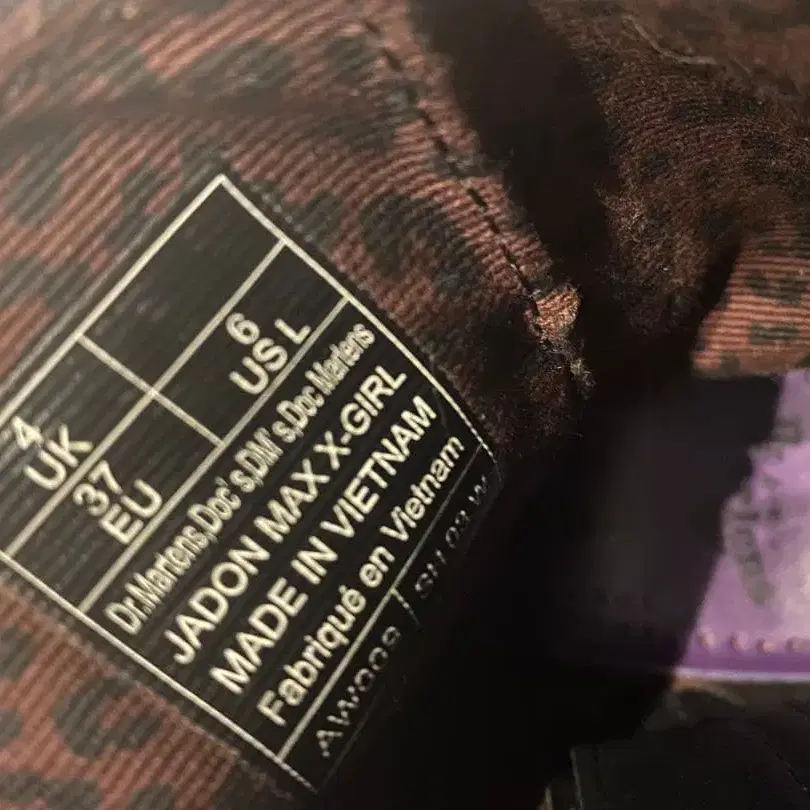 4
UK
6
US L
37
EU
Dr.Martens,Doc's,DM's,Doc Martens
JADON MAX X-GIRL
MADE IN VIETNAM
Fabriqué en Vietnam
AW009